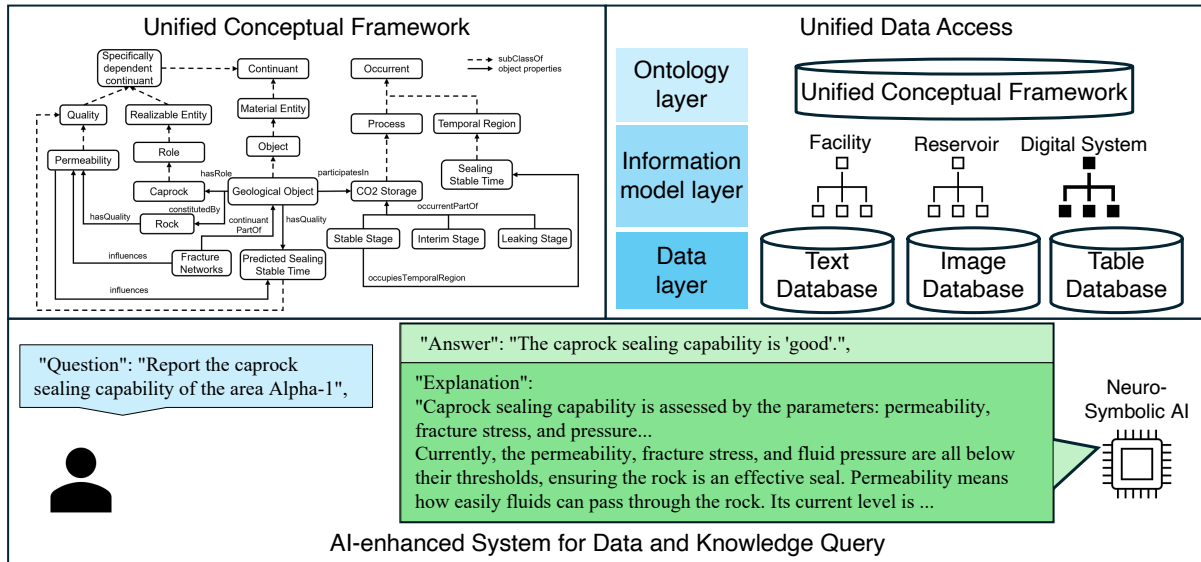 Unified Conceptual Framework
Specifically
dependent
continuant
Continuant
Occurrent
subClassOf
object properties
Quality
Realizable Entity
Material Entity
Process
Temporal Region
Permeability
Role
Object
Sealing
Stable Time
hasRole
participatesIn
Caprock
Geological Object
CO2 Storage
constitutedBy
hasQuality
Rock
continuant
PartOf
hasQuality
occurrentPartOf
Stable Stage
Interim Stage
Leaking Stage
influences
Fracture
Networks
Predicted Sealing
Stable Time
occupiesTemporalRegion
influences
Unified Data Access
Ontology
layer
Unified Conceptual Framework
Information
model layer
Facility
Reservoir
Digital System
Data
layer
Text
Database
Image
Database
Table
Database
"Question": "Report the caprock
sealing capability of the area Alpha-1",
"Answer": "The caprock sealing capability is 'good'.",
"Explanation":
"Caprock sealing capability is assessed by the parameters: permeability,
fracture stress, and pressure...
Currently, the permeability, fracture stress, and fluid pressure are all below
their thresholds, ensuring the rock is an effective seal. Permeability means
how easily fluids can pass through the rock. Its current level is ...
Neuro-
Symbolic AI
AI-enhanced System for Data and Knowledge Query